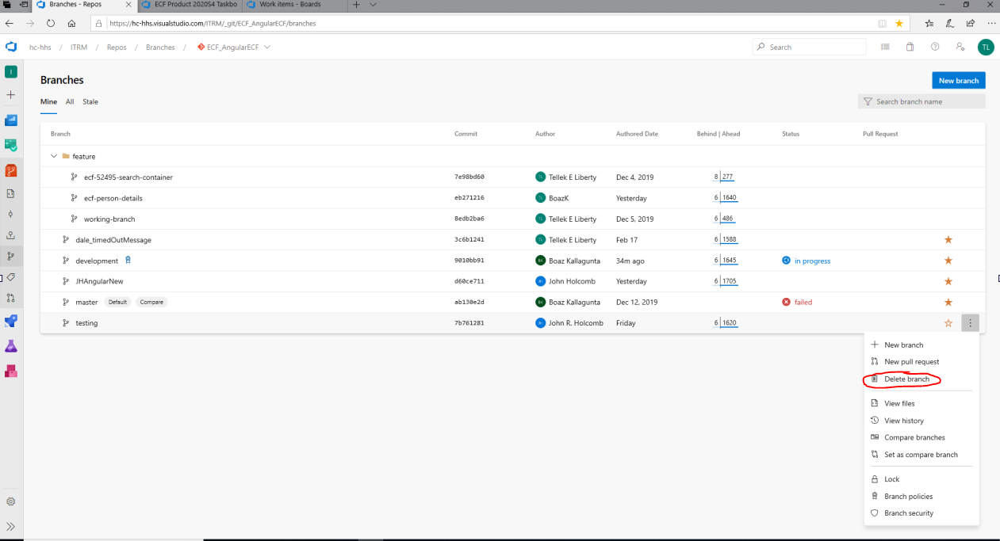 Branches - Repos
ECF Product 2020S4 Taskbo
Work items - Boards
https://hc-hhs.visualstudio.com/ITRM/_git/ECF_AngularECF/branches
hc-hhs / ITRM / Repos / Branches / ECF_AngularECF
Search
TL
I
Branches
New branch
Mine All Stale
Search branch name
Branch Commit Author Authored Date Behind | Ahead Status Pull Request
feature
ecf-52495-search-container 7e98bd60 TL Tellek E Liberty Dec 4, 2019 8 277
ecf-person-details eb271216 TL BoazK Yesterday 6 1640
working-branch 8edb2ba6 TL Tellek E Liberty Dec 5, 2019 6 486
dale_timedOutMessage 3c6b1241 TL Tellek E Liberty Feb 17 6 1588
development 9010bb91 BK Boaz Kallagunta 34m ago 6 1645 in progress
JHAngularNew d60ce711 John Holcomb Yesterday 6 1705
master Default Compare ab130e2d BK Boaz Kallagunta Dec 12, 2019 failed
testing 7b761281 John R. Holcomb Friday 6 1620
New branch
New pull request
Delete branch
View files
View history
Compare branches
Set as compare branch
Lock
Branch policies
Branch security